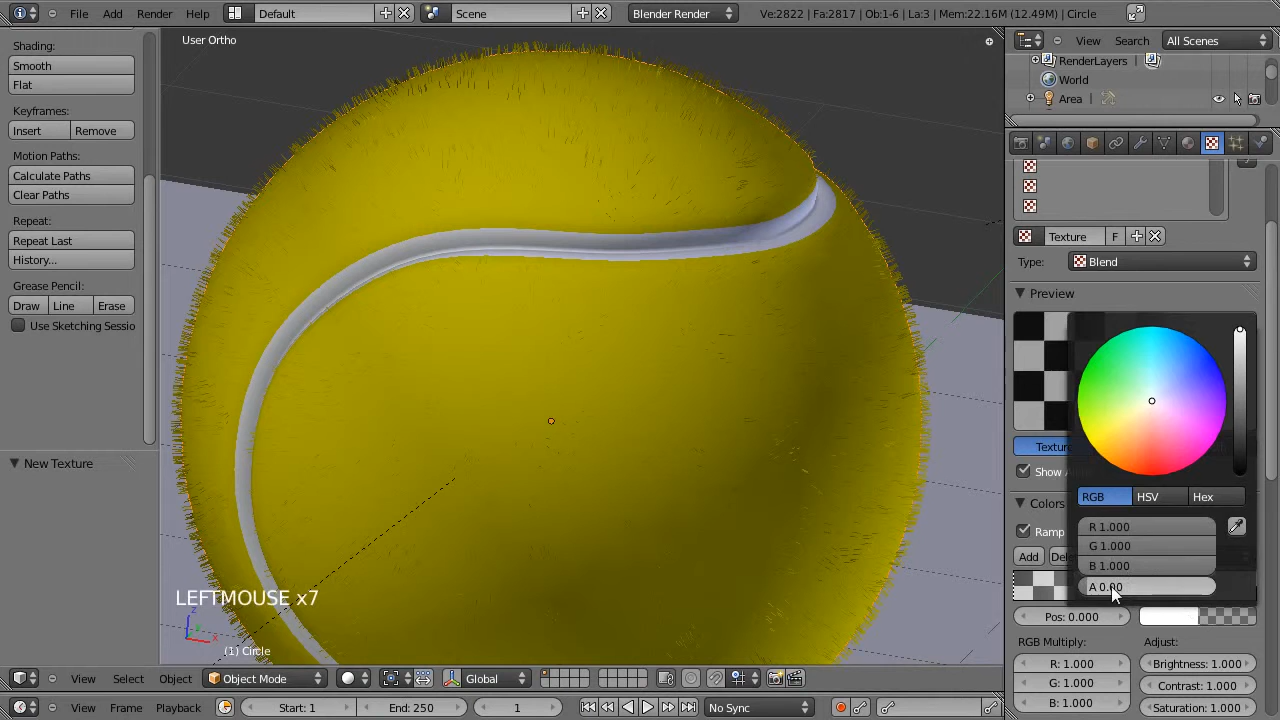 File Add Render Help Default Scene Blender Render Ve:2822 | Fa:2817 | Ob:1-6 | La:3 | Mem:22.16M (12.49M) | Circle
User Ortho
View Search All Scenes
RenderLayers
World
Area
Shading:
Smooth
Flat
Keyframes:
Insert Remove
Motion Paths:
Calculate Paths
Clear Paths
Repeat:
Repeat Last
History...
Grease Pencil:
Draw Line Erase
Use Sketching Sessio
New Texture
Texture F
Type: Blend
Preview
Textur
Show
Colors
Ramp
Add
RGB HSV Hex
R 1.000
G 1.000
B 1.000
A 0.00
Pos: 0.000
RGB Multiply: Adjust:
R: 1.000 Brightness: 1.000
G: 1.000 Contrast: 1.000
B: 1.000 Saturation: 1.000
LEFTMOUSE x7
z
y
x
(1) Circle
View Select Object Object Mode Global
View Frame Playback Start: 1 End: 250 1 No Sync